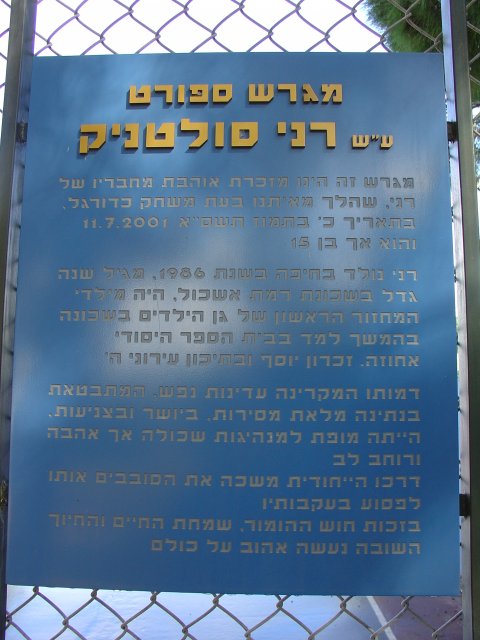 מגרש ספורט
ע״ש רני סולטניק
מגרש זה הינו מזכרת אוהבת מחבריו של
רני, שהלך מאיתנו בעת משחק כדורגל,
בתאריך כ׳ בתמוז תשס״א 11.7.2001
והוא אך בן 15
רני נולד בחיפה בשנת 1986, מגיל שנה
גדל בשכונת רמת אשכול, היה מילדי
המחזור הראשון של גן הילדים בשכונה
בהמשך למד בבית הספר היסודי
אחוזה, זכרון יוסף ובתיכון עירוני ה׳
דמותו המקרינה עדינות נפש, המתבטאת
בנתינה מלאת מסירות, ביושר ובצניעות,
הייתה מופת למנהיגות שכולה אך אהבה
ורוחב לב
דרכו הייחודית משכה את הסובבים אותו
לפסוע בעקבותיו
בזכות חוש ההומור, שמחת החיים והחיוך
השובה נעשה אהוב על כולם